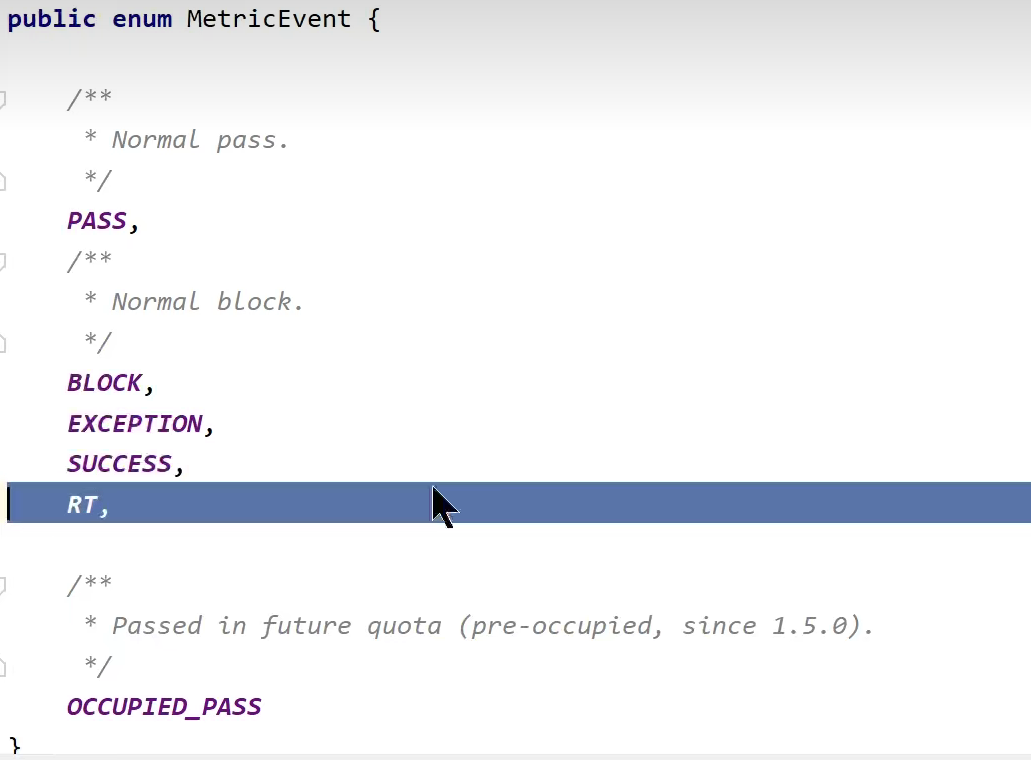 public enum MetricEvent {
/**
* Normal pass.
*/
PASS,
/**
* Normal block.
*/
BLOCK,
EXCEPTION,
SUCCESS,
RT,
/**
* Passed in future quota (pre-occupied, since 1.5.0).
*/
OCCUPIED_PASS
}